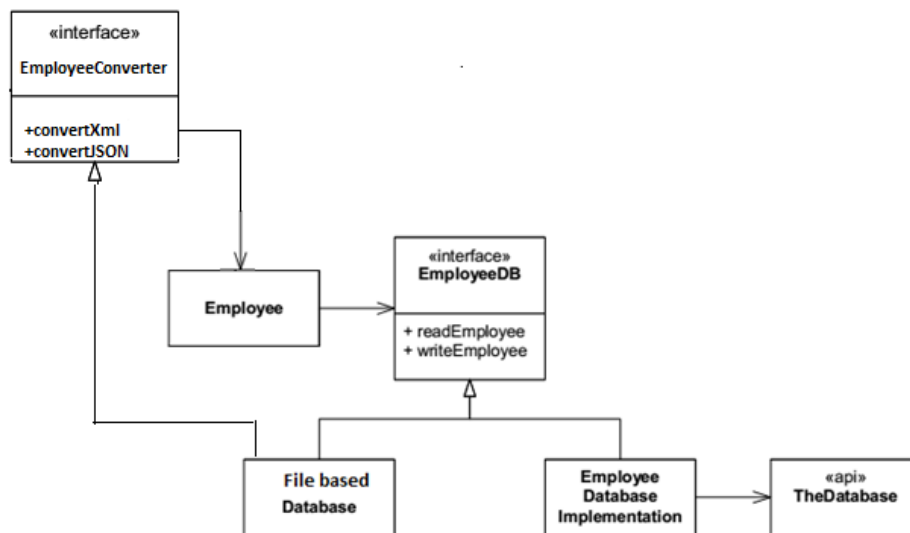 «interface»
EmployeeConverter
+convertXml
+convertJSON
«interface»
EmployeeDB
Employee
+ readEmployee
+ writeEmployee
File based
Database
Employee
Database
Implementation
«api»
TheDatabase